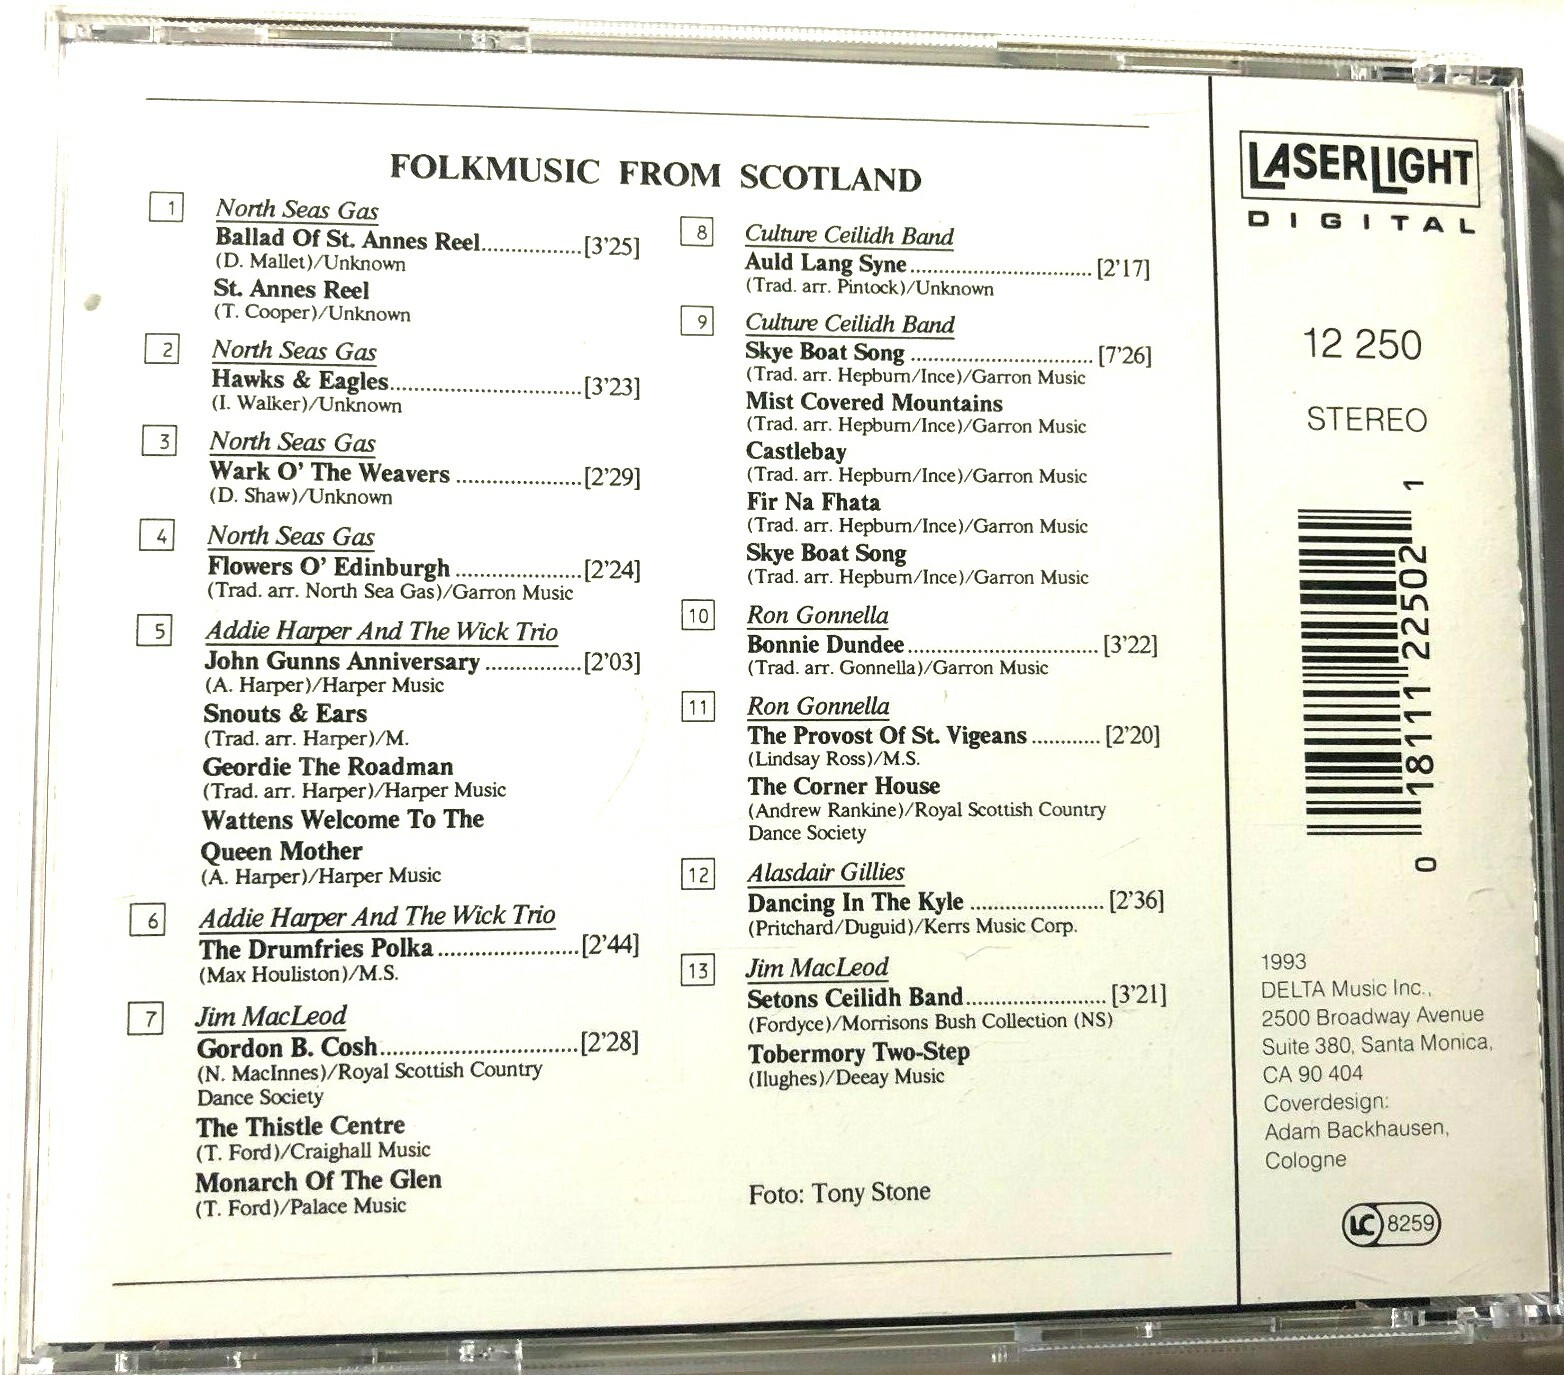 FOLKMUSIC FROM SCOTLAND
1 North Seas Gas
Ballad Of St. Annes Reel....................[3'25]
(D. Mallet)/Unknown
St. Annes Reel
(T. Cooper)/Unknown
2 North Seas Gas
Hawks & Eagles....................[3'23]
(I. Walker)/Unknown
3 North Seas Gas
Wark O' The Weavers ....................[2'29]
(D. Shaw)/Unknown
4 North Seas Gas
Flowers O' Edinburgh ....................[2'24]
(Trad. arr. North Sea Gas)/Garron Music
5 Addie Harper And The Wick Trio
John Gunns Anniversary ...............[2'03]
(A. Harper)/Harper Music
Snouts & Ears
(Trad. arr. Harper)/M.
Geordie The Roadman
(Trad. arr. Harper)/Harper Music
Wattens Welcome To The
Queen Mother
(A. Harper)/Harper Music
6 Addie Harper And The Wick Trio
The Drumfries Polka ......................[2'44]
(Max Houliston)/M.S.
7 Jim MacLeod
Gordon B. Cosh..............................[2'28]
(N. MacInnes)/Royal Scottish Country
Dance Society
The Thistle Centre
(T. Ford)/Craighall Music
Monarch Of The Glen
(T. Ford)/Palace Music
8 Culture Ceilidh Band
Auld Lang Syne ............................. [2'17]
(Trad. arr. Pintock)/Unknown
9 Culture Ceilidh Band
Skye Boat Song ............................. [7'26]
(Trad. arr. Hepburn/Ince)/Garron Music
Mist Covered Mountains
(Trad. arr. Hepburn/Ince)/Garron Music
Castlebay
(Trad. arr. Hepburn/Ince)/Garron Music
Fir Na Fhata
(Trad. arr. Hepburn/Ince)/Garron Music
Skye Boat Song
(Trad. arr. Hepburn/Ince)/Garron Music
10 Ron Gonnella
Bonnie Dundee.............................. [3'22]
(Trad. arr. Gonnella)/Garron Music
11 Ron Gonnella
The Provost Of St. Vigeans ........... [2'20]
(Lindsay Ross)/M.S.
The Corner House
(Andrew Rankine)/Royal Scottish Country
Dance Society
12 Alasdair Gillies
Dancing In The Kyle ..................... [2'36]
(Pritchard/Duguid)/Kerrs Music Corp.
13 Jim MacLeod
Setons Ceilidh Band...................... [3'21]
(Fordyce)/Morrisons Bush Collection (NS)
Tobermory Two-Step
(Ilughes)/Deeay Music
Foto: Tony Stone
LASERLIGHT
DIGITAL
12 250
STEREO
0 18111 22502 1
1993
DELTA Music Inc.,
2500 Broadway Avenue
Suite 380, Santa Monica,
CA 90 404
Coverdesign:
Adam Backhausen,
Cologne
LC 8259